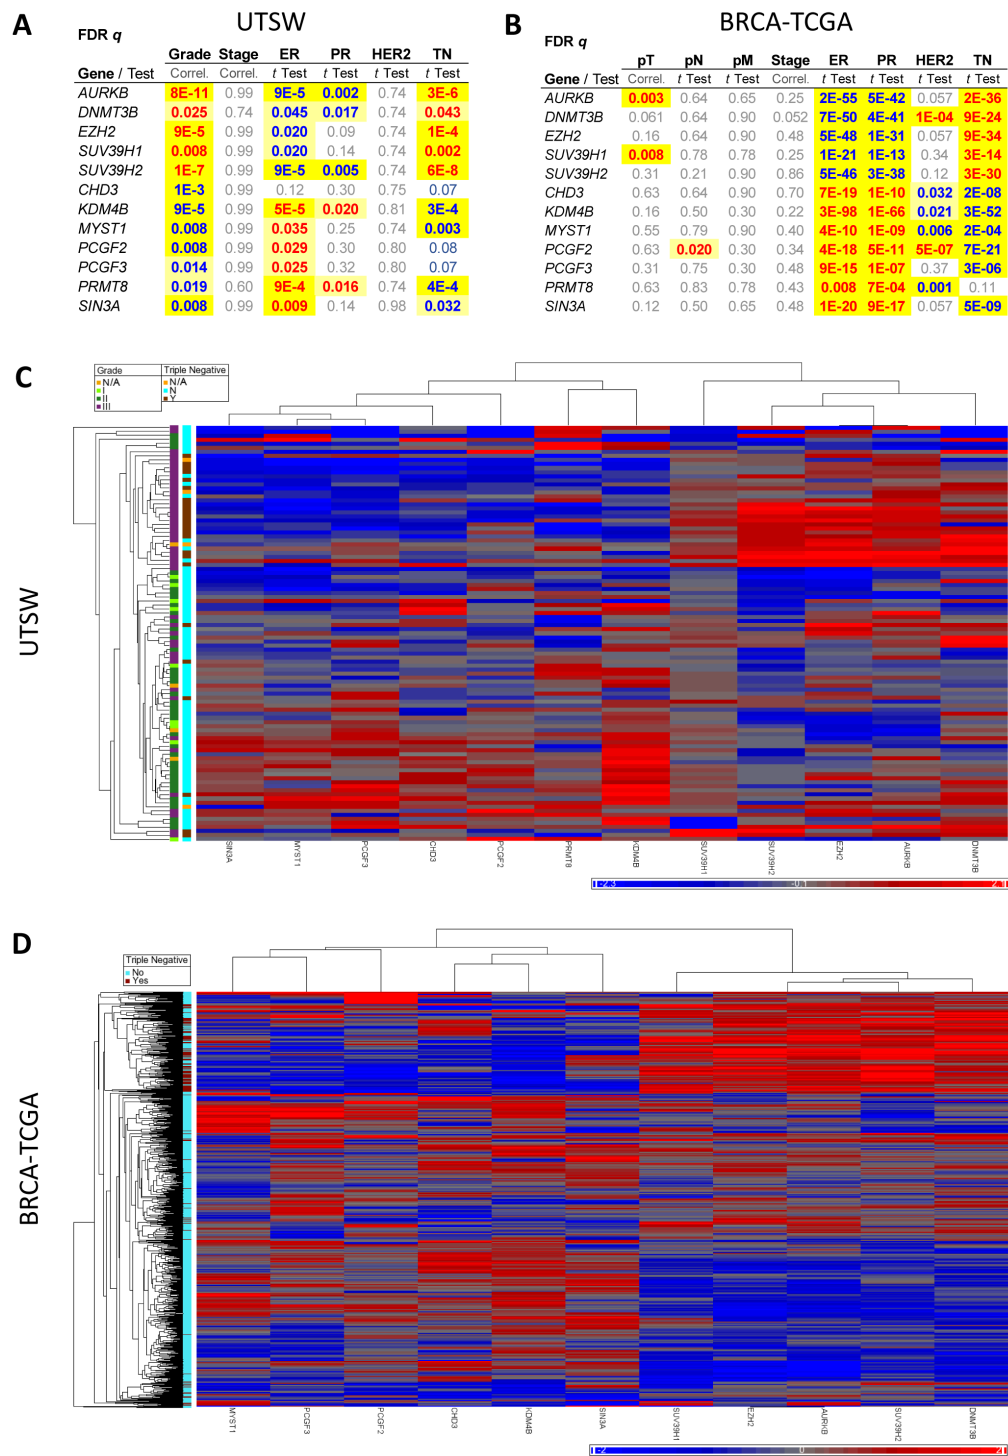 A UTSW
FDR q
Grade Stage ER PR HER2 TN
Gene / Test Correl. Correl. t Test t Test t Test t Test
AURKB 8E-11 0.99 9E-5 0.002 0.74 3E-6
DNMT3B 0.025 0.74 0.045 0.017 0.74 0.043
EZH2 9E-5 0.99 0.020 0.09 0.74 1E-4
SUV39H1 0.008 0.99 0.020 0.14 0.74 0.002
SUV39H2 1E-7 0.99 9E-5 0.005 0.74 6E-8
CHD3 1E-3 0.99 0.12 0.30 0.74 0.07
KDM4B 9E-5 0.99 5E-5 0.020 0.81 3E-4
MYST1 0.008 0.99 0.035 0.25 0.74 0.003
PCGF2 0.008 0.99 0.029 0.30 0.80 0.08
PCGF3 0.014 0.99 0.025 0.32 0.80 0.07
PRMT8 0.019 0.60 9E-4 0.016 0.74 4E-4
SIN3A 0.008 0.99 0.009 0.14 0.98 0.032
B BRCA-TCGA
FDR q
pT pN pM Stage ER PR HER2 TN
Gene / Test Correl. t Test t Test Correl. t Test t Test t Test t Test
AURKB 0.003 0.64 0.65 0.25 2E-55 5E-42 0.057 2E-36
DNMT3B 0.061 0.64 0.90 0.052 7E-50 4E-41 1E-04 9E-24
EZH2 0.16 0.64 0.90 0.48 5E-48 1E-31 0.057 9E-34
SUV39H1 0.008 0.78 0.78 0.25 1E-21 1E-13 0.34 3E-14
SUV39H2 0.31 0.21 0.90 0.86 5E-46 3E-38 0.12 3E-30
CHD3 0.63 0.64 0.90 0.70 7E-19 1E-10 0.032 2E-08
KDM4B 0.16 0.50 0.30 0.22 3E-98 1E-66 0.021 3E-52
MYST1 0.55 0.79 0.90 0.40 4E-10 1E-09 0.006 2E-04
PCGF2 0.63 0.020 0.30 0.34 4E-18 5E-11 5E-07 7E-21
PCGF3 0.31 0.75 0.30 0.48 9E-15 1E-07 0.37 3E-06
PRMT8 0.63 0.83 0.78 0.43 0.008 7E-04 0.001 0.11
SIN3A 0.12 0.50 0.65 0.48 1E-20 9E-17 0.057 5E-09
C
Grade Triple Negative
N/A N/A
I N
II Y
III
UTSW
SIN3A MYST1 PCGF3 CHD3 PCGF2 PRMT8 KDM4B SUV39H1 SUV39H2 EZH2 AURKB DNMT3B
-2.3 -0.1 2.1
D
Triple Negative
No
Yes
BRCA-TCGA
MYST1 PCGF3 PCGF2 CHD3 KDM4B SIN3A SUV39H1 EZH2 AURKB SUV39H2 DNMT3B
-2 0 2